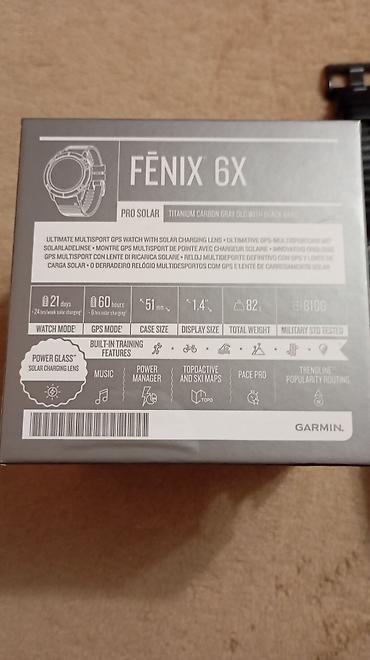 FĒNIX® 6X
PRO SOLAR TITANIUM CARBON GRAY DLC WITH BLACK BAND
ULTIMATE MULTISPORT GPS WATCH WITH SOLAR CHARGING LENS • ULTIMATIVE GPS-MULTISPORTUHR MIT
SOLARLADELINSE • MONTRE GPS MULTISPORT DE POINTE AVEC CHARGEUR SOLAIRE • INNOVATIVO OROLOGIO
GPS MULTISPORT CON LENTE DI RICARICA SOLARE • RELOJ MULTIDEPORTE DEFINITIVO CON GPS Y LENTE DE
CARGA SOLAR • O DERRADEIRO RELÓGIO MULTIDESPORTOS COM GPS E LENTE DE CARREGAMENTO SOLAR
21 days 60 hours 51 mm 1.4" 82 g 810G
WATCH MODE¹ GPS MODE¹ CASE SIZE DISPLAY SIZE TOTAL WEIGHT MILITARY STD TESTED
BUILT-IN TRAINING
FEATURES
POWER GLASS™
SOLAR CHARGING LENS
MUSIC
POWER
MANAGER
TOPOACTIVE
AND SKI MAPS
PACE PRO
TRENDLINE™
POPULARITY ROUTING
TOPO
GARMIN.